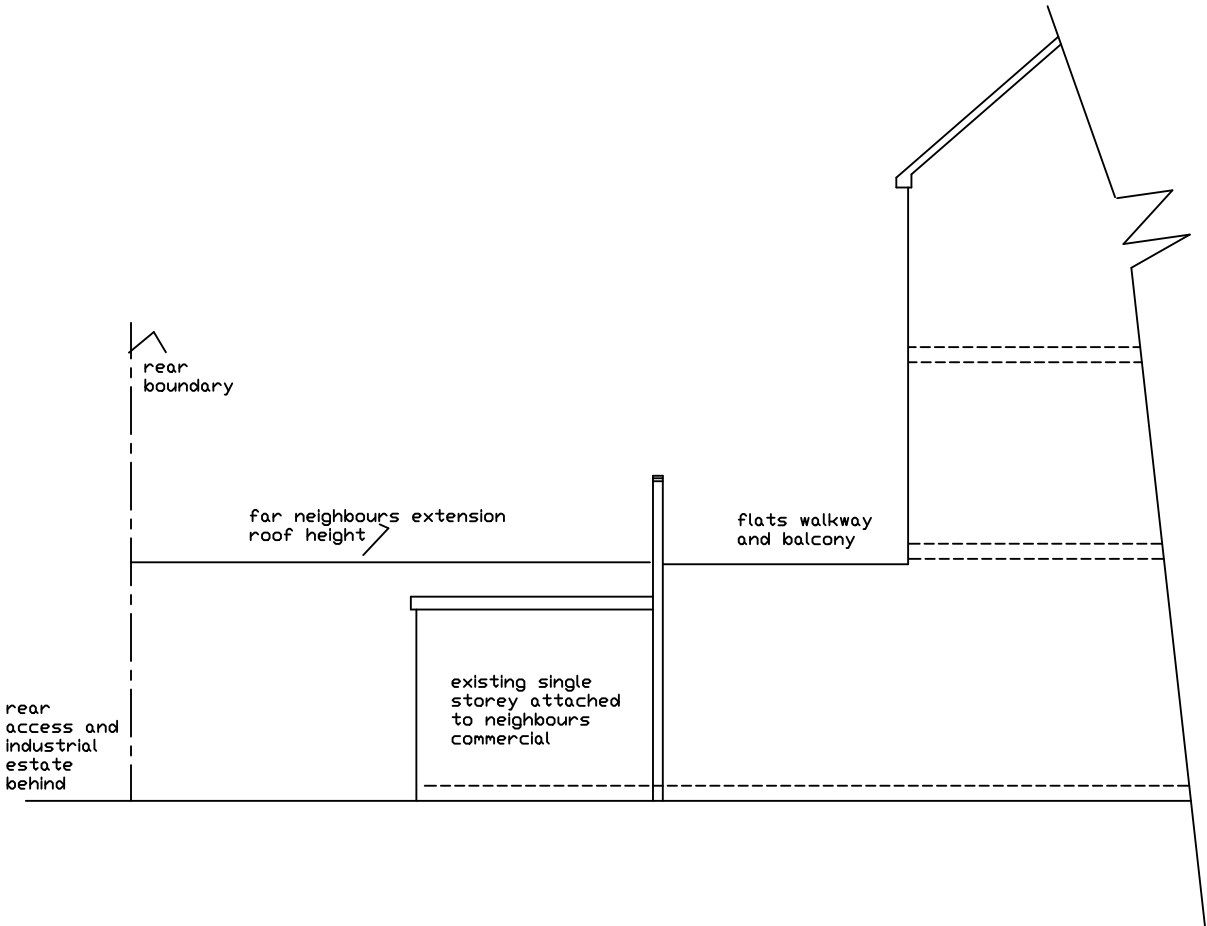 rear
boundary
far neighbours extension
roof height
flats walkway
and balcony
existing single
storey attached
to neighbours
commercial
rear
access and
industrial
estate
behind